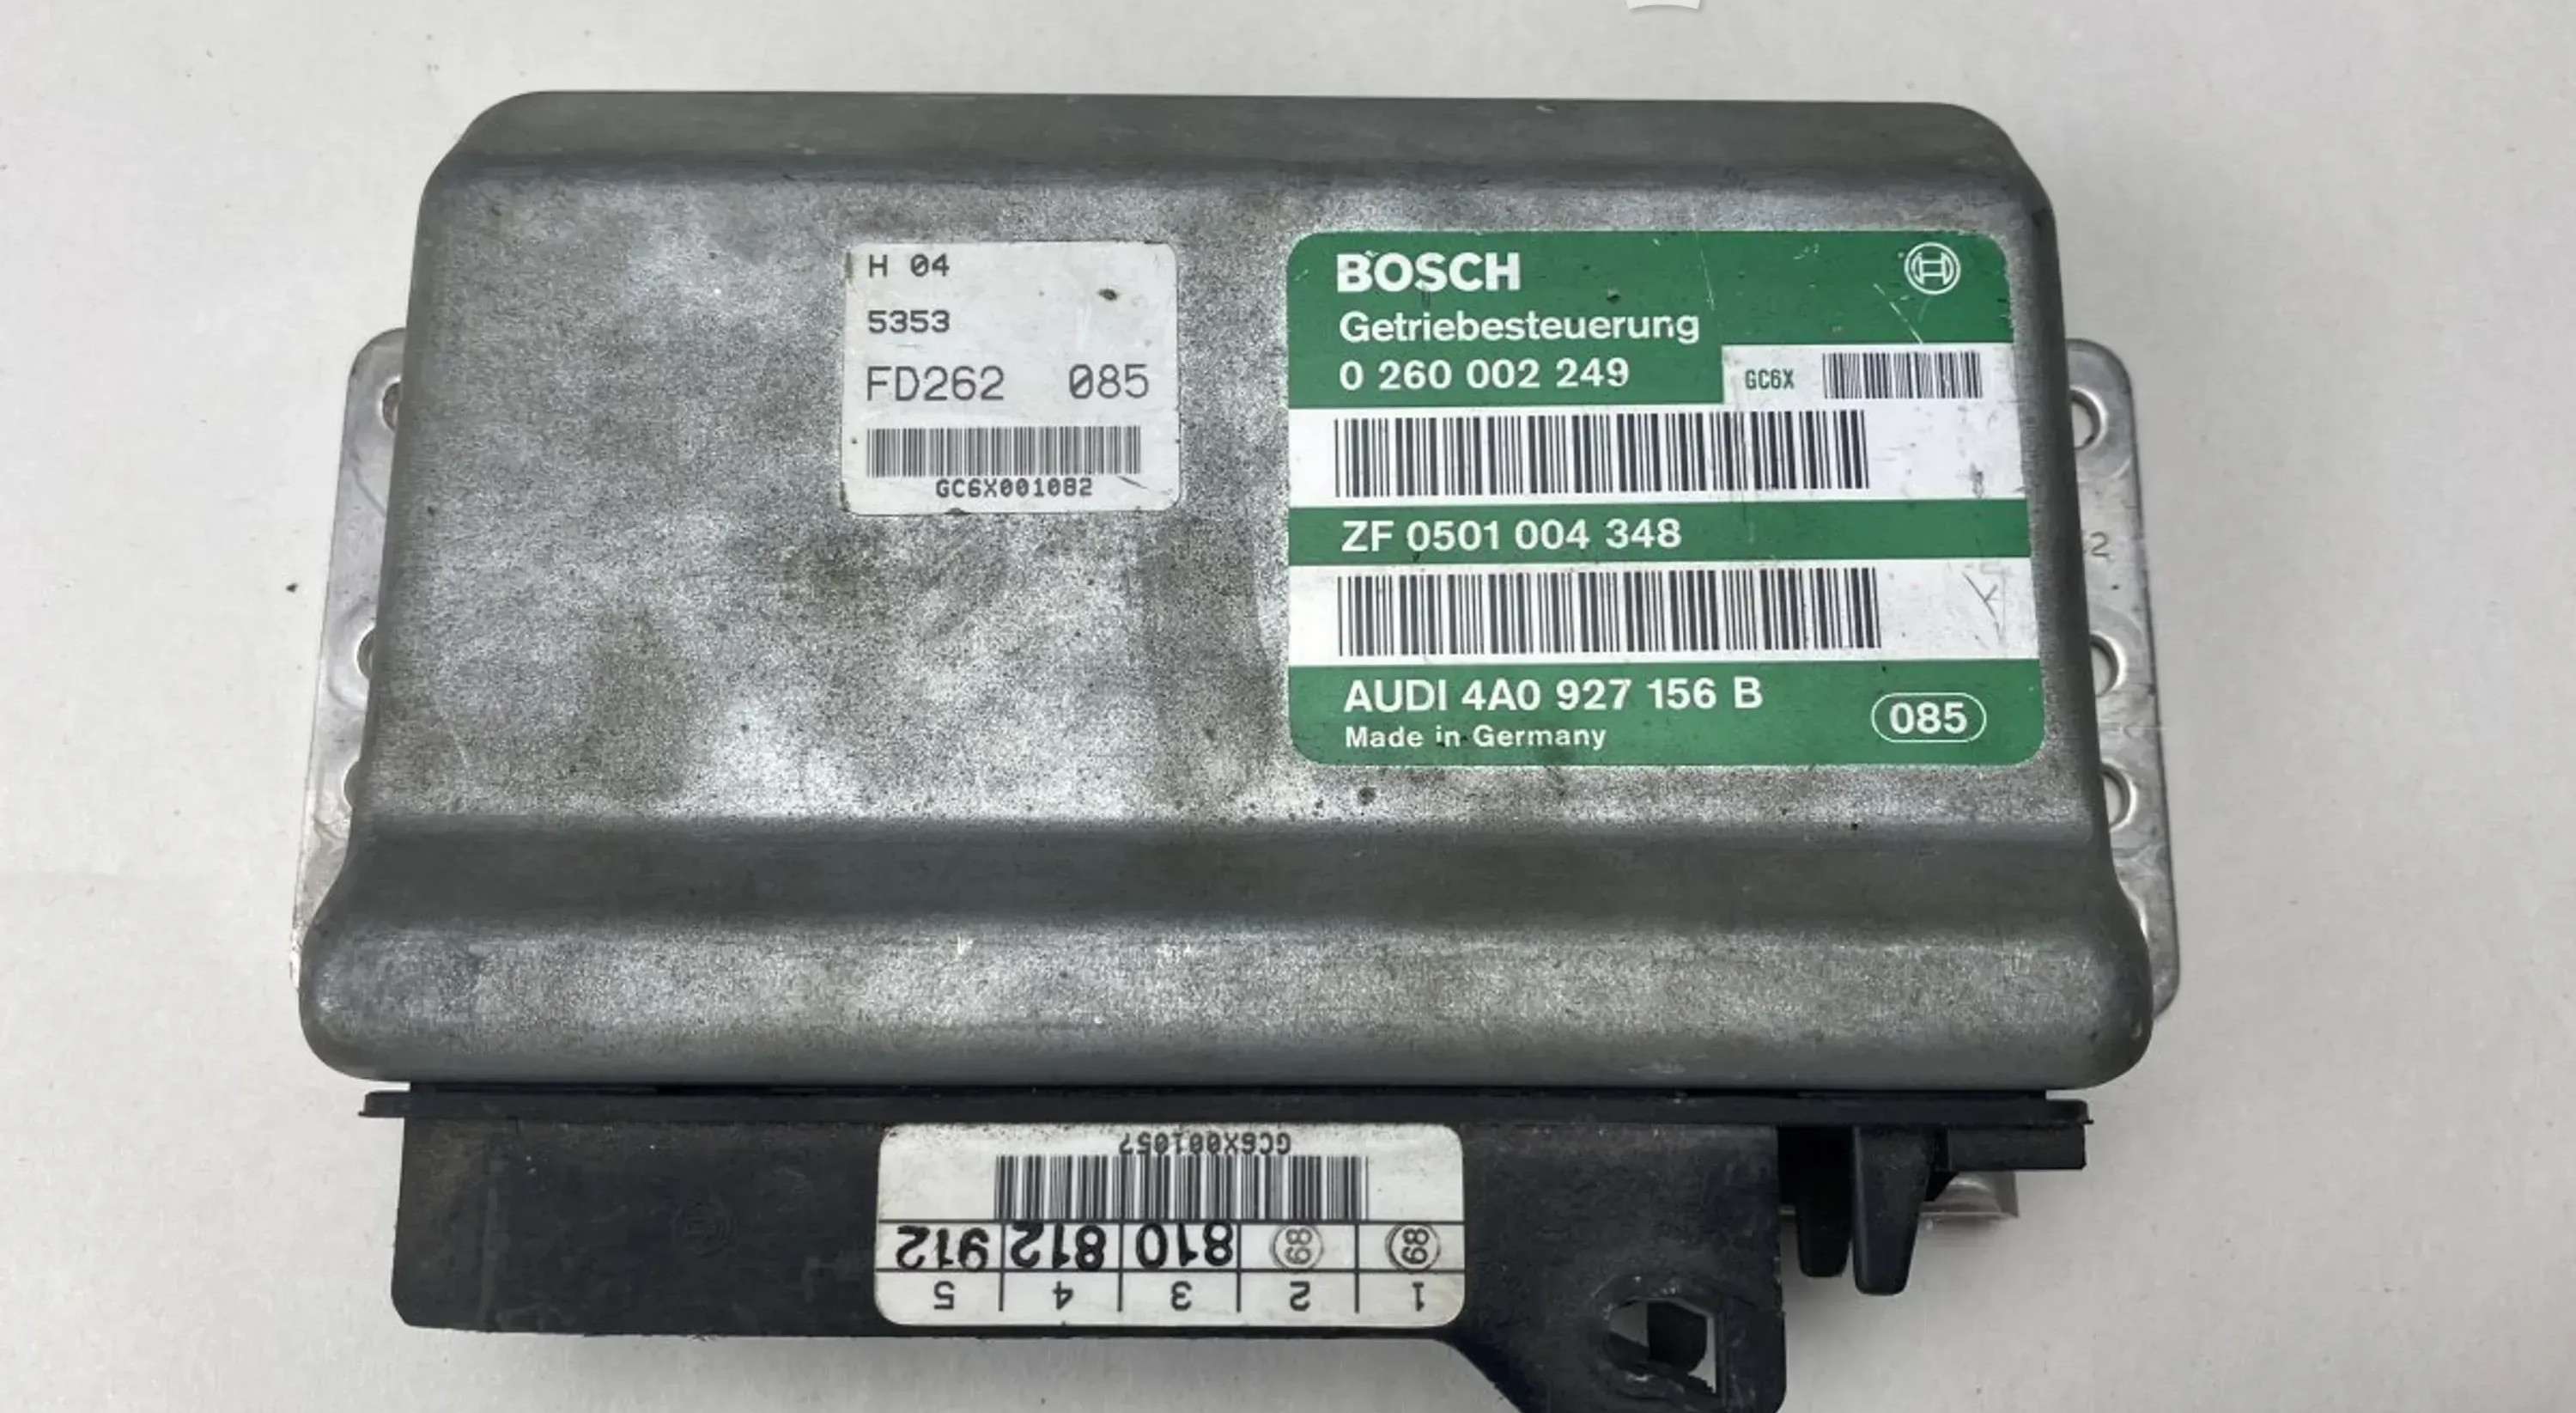 H 04
5353
FD262 085
GC6X001082
BOSCH
Getriebesteuerung
0 260 002 249
GC6X
ZF 0501 004 348
AUDI 4A0 927 156 B
Made in Germany
085
2
1 2 3 4 5
89 89 810 812 912
GC6X001057